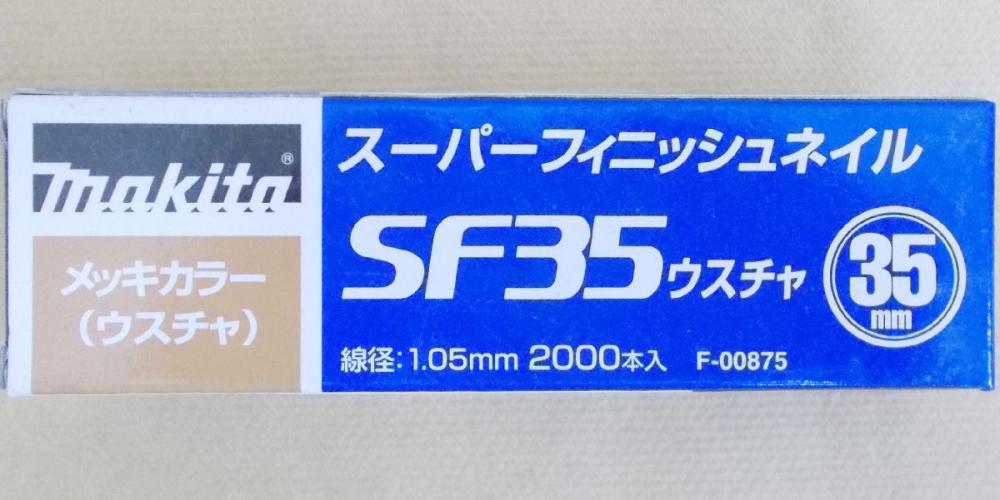 makita®
メッキカラー
(ウスチャ)
スーパーフィニッシュネイル
SF35ウスチャ
35
mm
線径:1.05mm 2000本入 F-00875